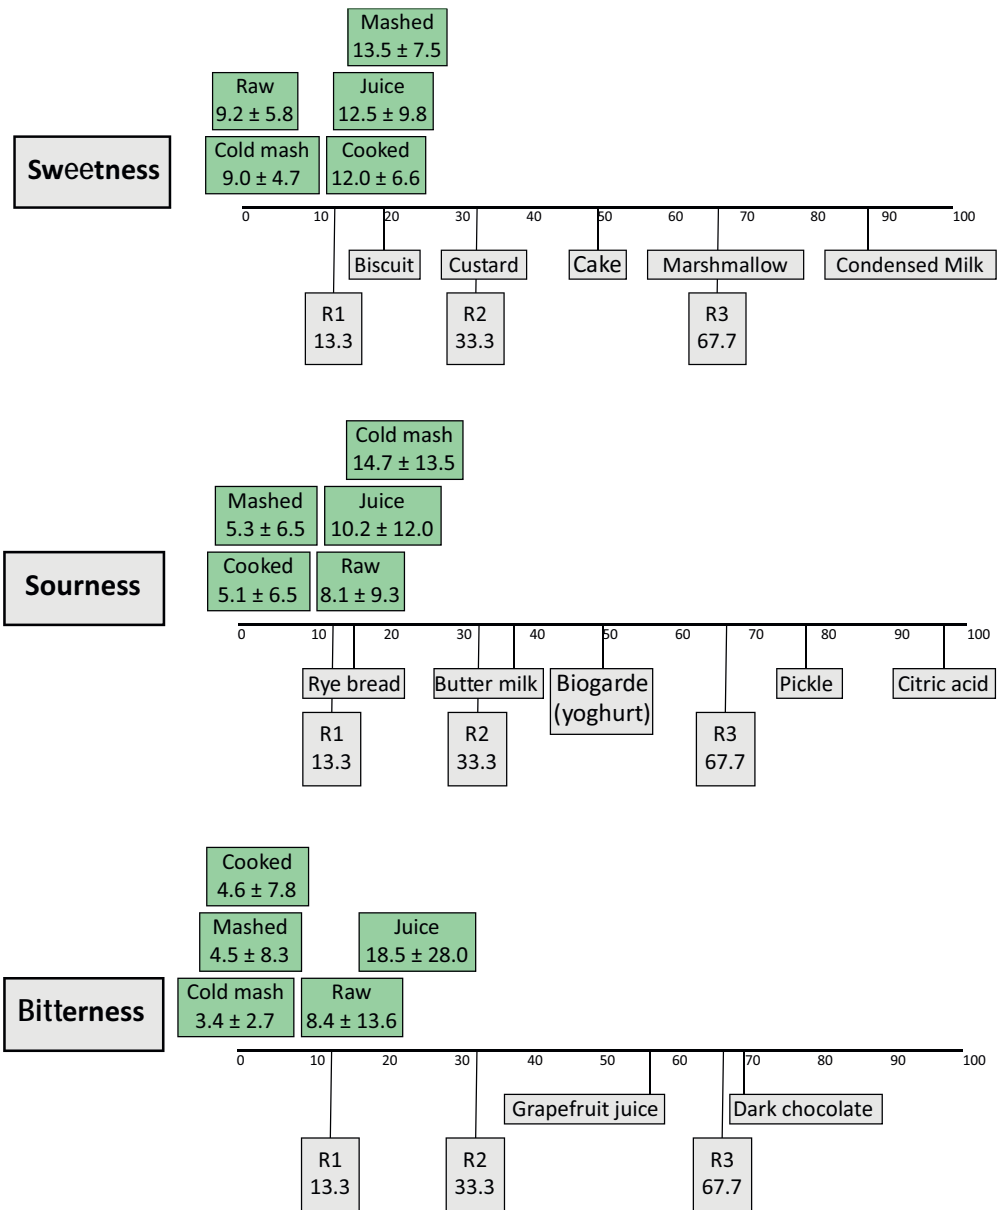 Mashed
13.5 ± 7.5
Raw
9.2 ± 5.8
Juice
12.5 ± 9.8
Sweetness
Cold mash
9.0 ± 4.7
Cooked
12.0 ± 6.6
0 10 20 30 40 50 60 70 80 90 100
Biscuit Custard Cake Marshmallow Condensed Milk
R1
13.3
R2
33.3
R3
67.7
Cold mash
14.7 ± 13.5
Mashed
5.3 ± 6.5
Juice
10.2 ± 12.0
Sourness
Cooked
5.1 ± 6.5
Raw
8.1 ± 9.3
0 10 20 30 40 50 60 70 80 90 100
Rye bread Butter milk Biogarde Pickle Citric acid
(yoghurt)
R1
13.3
R2
33.3
R3
67.7
Cooked
4.6 ± 7.8
Mashed
4.5 ± 8.3
Juice
18.5 ± 28.0
Bitterness
Cold mash
3.4 ± 2.7
Raw
8.4 ± 13.6
0 10 20 30 40 50 60 70 80 90 100
Grapefruit juice Dark chocolate
R1
13.3
R2
33.3
R3
67.7